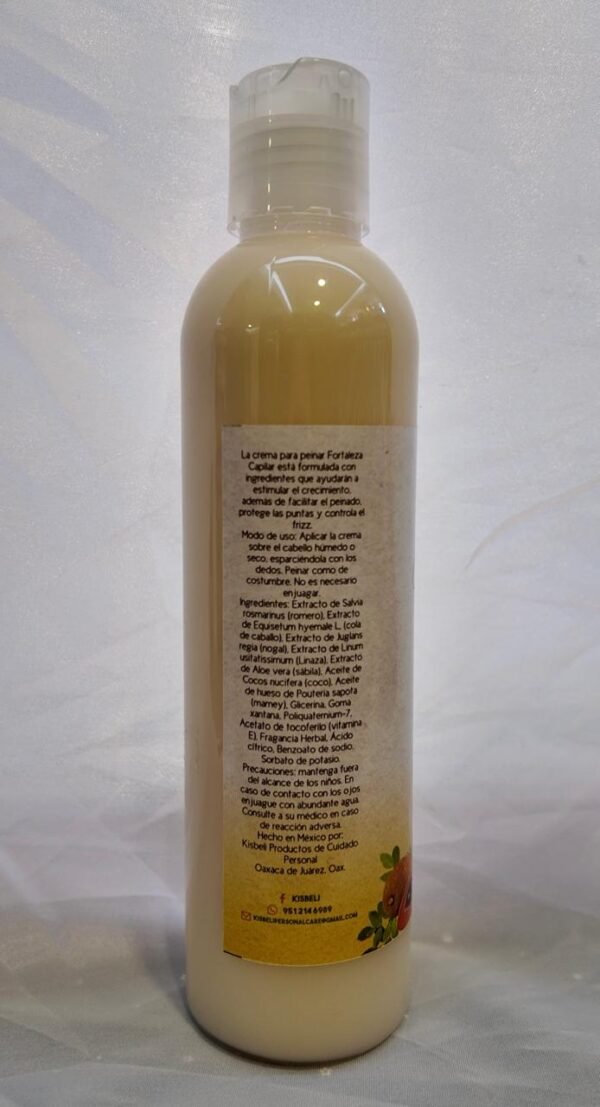 La crema para peinar Fortaleza
Capilar está formulada con
ingredientes que ayudarán a
estimular el crecimiento,
además de facilitar el peinado,
protege las puntas y controla el
frizz.
Modo de uso: Aplicar la crema
sobre el cabello húmedo o
seco, esparciéndola con los
dedos. Peinar como de
costumbre. No es necesario
enjuagar.
Ingredientes: Extracto de Salvia
rosmarinus (romero), Extracto
de Equisetum hyemale L. (cola
de caballo), Extracto de Juglans
regia (nogal), Extracto de Linum
usitatissimum (Linaza), Extracto
de Aloe vera (sábila), Aceite de
Cocos nucifera (coco), Aceite
de hueso de Pouteria sapota
(mamey), Glicerina, Goma
xantana, Poliquaternium-7,
Acetato de tocoferilo (vitamina
E), Fragancia Herbal, Ácido
cítrico, Benzoato de sodio,
Sorbato de potasio.
Precauciones: mantenga fuera
del alcance de los niños. En
caso de contacto con los ojos
enjuague con abundante agua.
Consulte a su médico en caso
de reacción adversa.
Hecho en México por:
Kisbeli Productos de Cuidado
Personal
Oaxaca de Juárez, Oax.
KISBELI
9512146989
KISBELIPERSONALCARE@GMAIL.COM